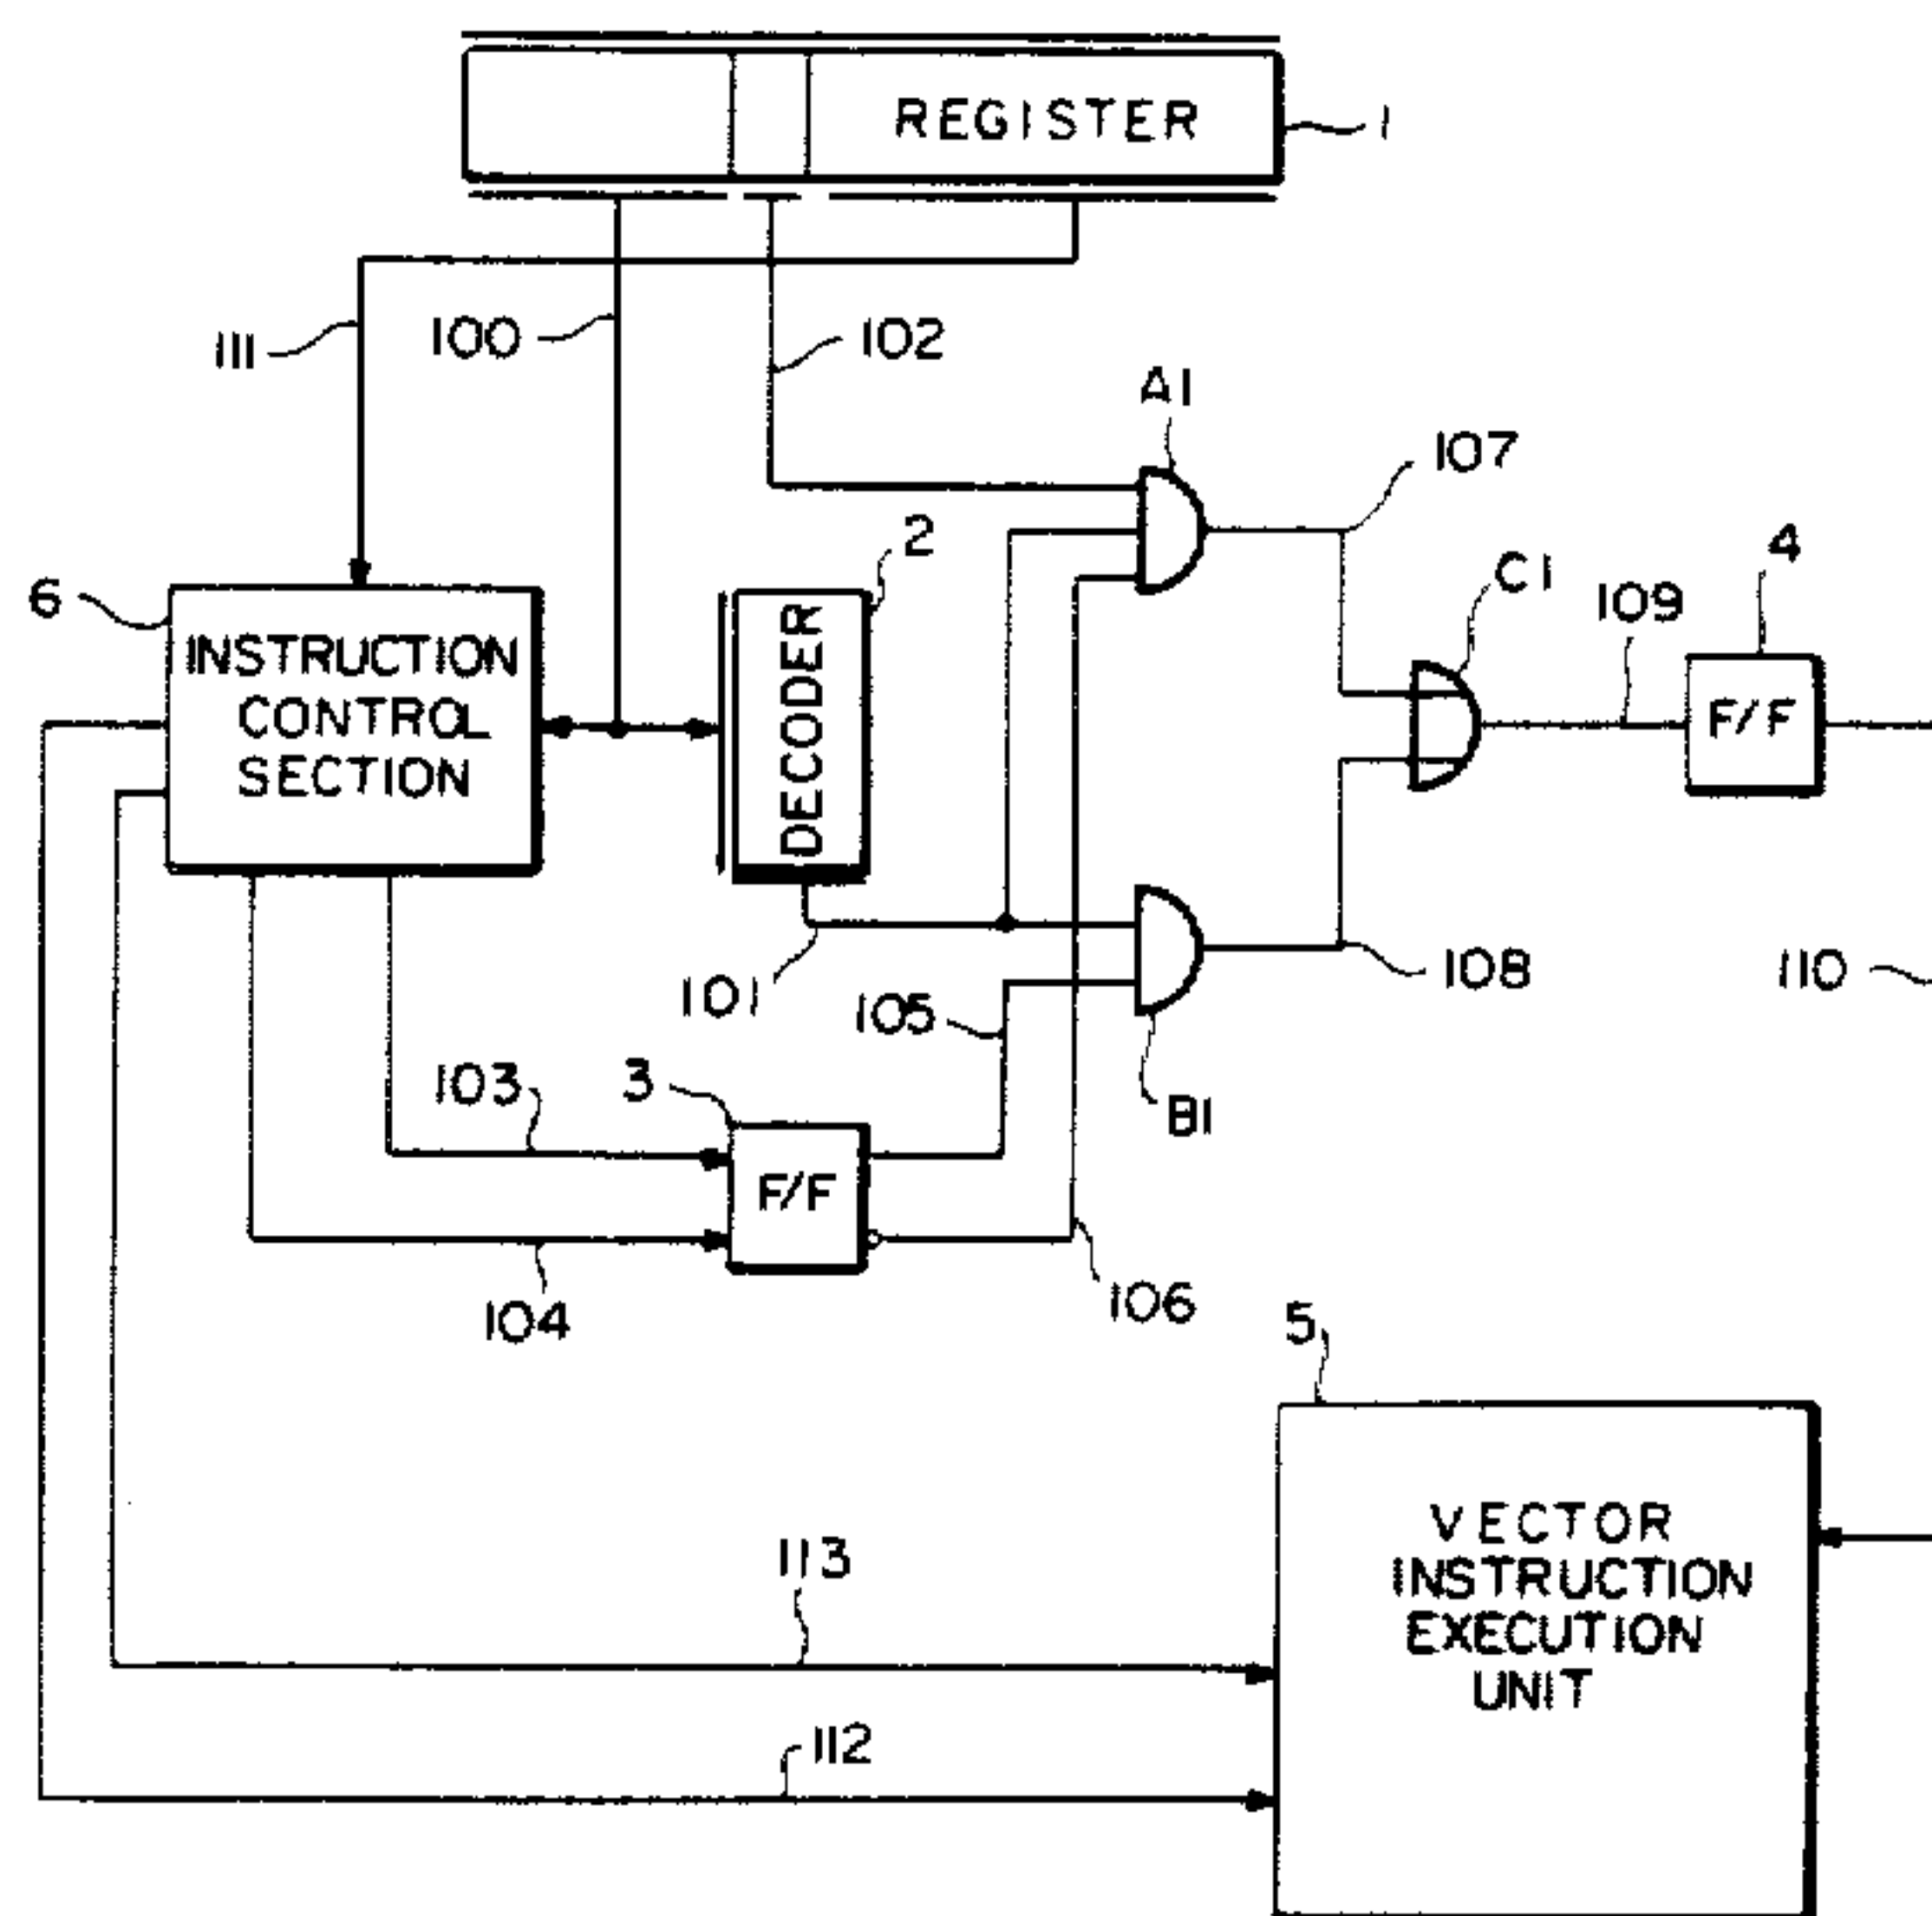 REGISTER
1
111
100
102
A1
107
2
4
C1
6
109
INSTRUCTION
CONTROL
SECTION
DECODER
F/F
101
105
108
110
103
3
B1
F/F
104
106
5
VECTOR
INSTRUCTION
EXECUTION
UNIT
113
112